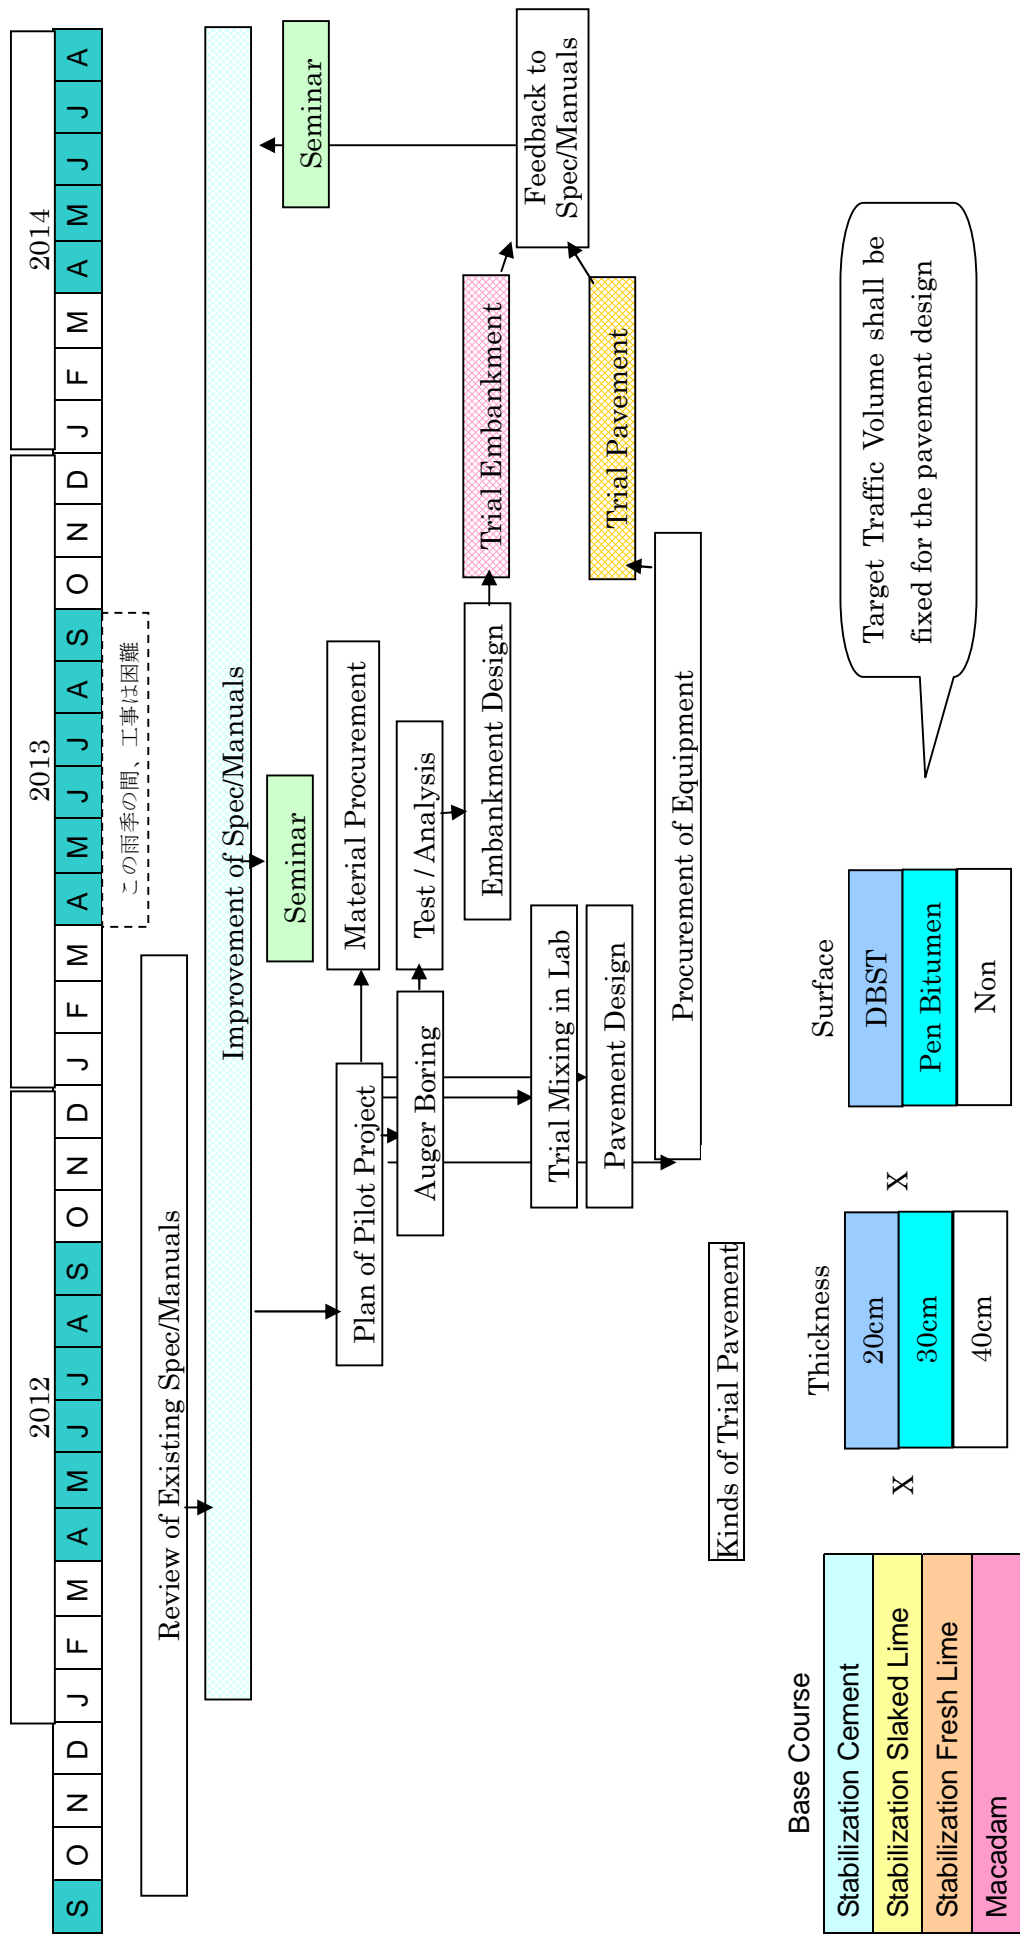 2012
2013
2014
S O N D J F M A M J J A S O N D J F M A M J J A S O N D J F M A M J J A
この雨季の間、工事は困難
Review of Existing Spec/Manuals
Improvement of Spec/Manuals
Seminar
Seminar
Plan of Pilot Project
Material Procurement
Auger Boring
Test / Analysis
Embankment Design
Trial Embankment
Feedback to
Spec/Manuals
Trial Mixing in Lab
Pavement Design
Trial Pavement
Procurement of Equipment
Kinds of Trial Pavement
Base Course
Stabilization Cement
Stabilization Slaked Lime
Stabilization Fresh Lime
Macadam
X
Thickness
20cm
30cm
40cm
X
Surface
DBST
Pen Bitumen
Non
Target Traffic Volume shall be
fixed for the pavement design